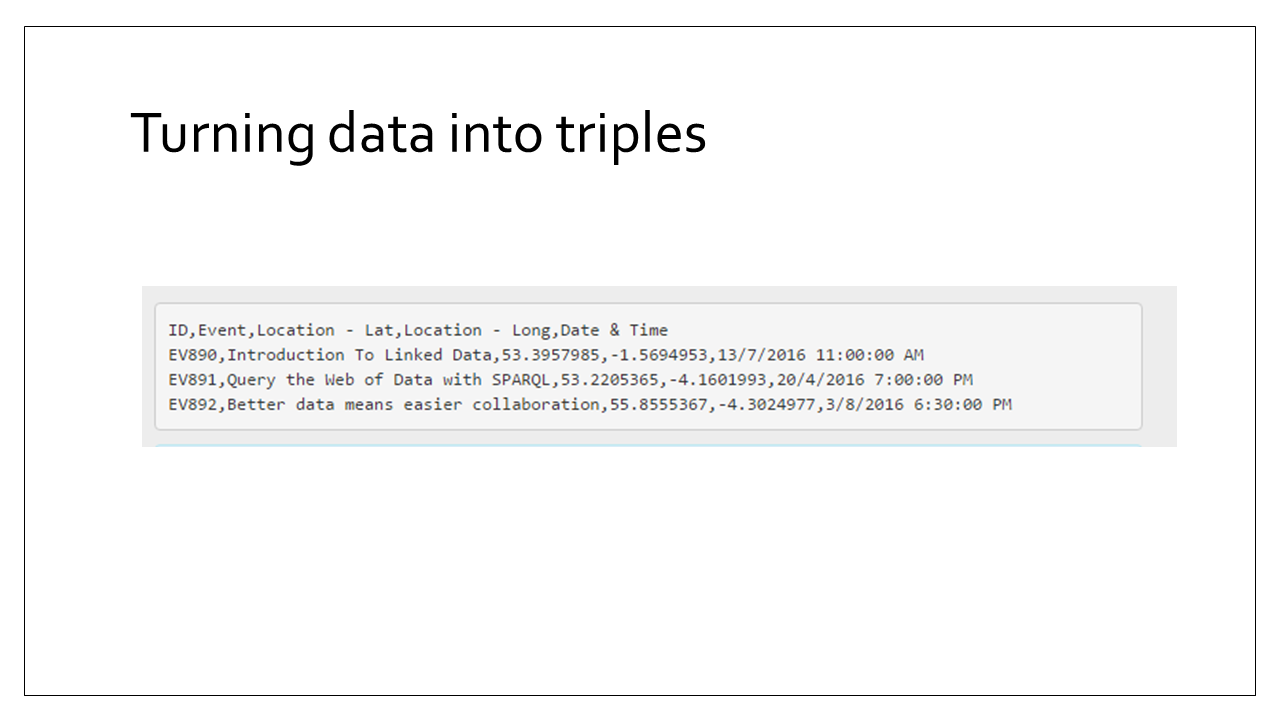 Turning data into triples
ID,Event,Location - Lat,Location - Long,Date & Time
EV890,Introduction To Linked Data,53.3957985,-1.5694953,13/7/2016 11:00:00 AM
EV891,Query the Web of Data with SPARQL,53.2205365,-4.1601993,20/4/2016 7:00:00 PM
EV892,Better data means easier collaboration,55.8555367,-4.3024977,3/8/2016 6:30:00 PM